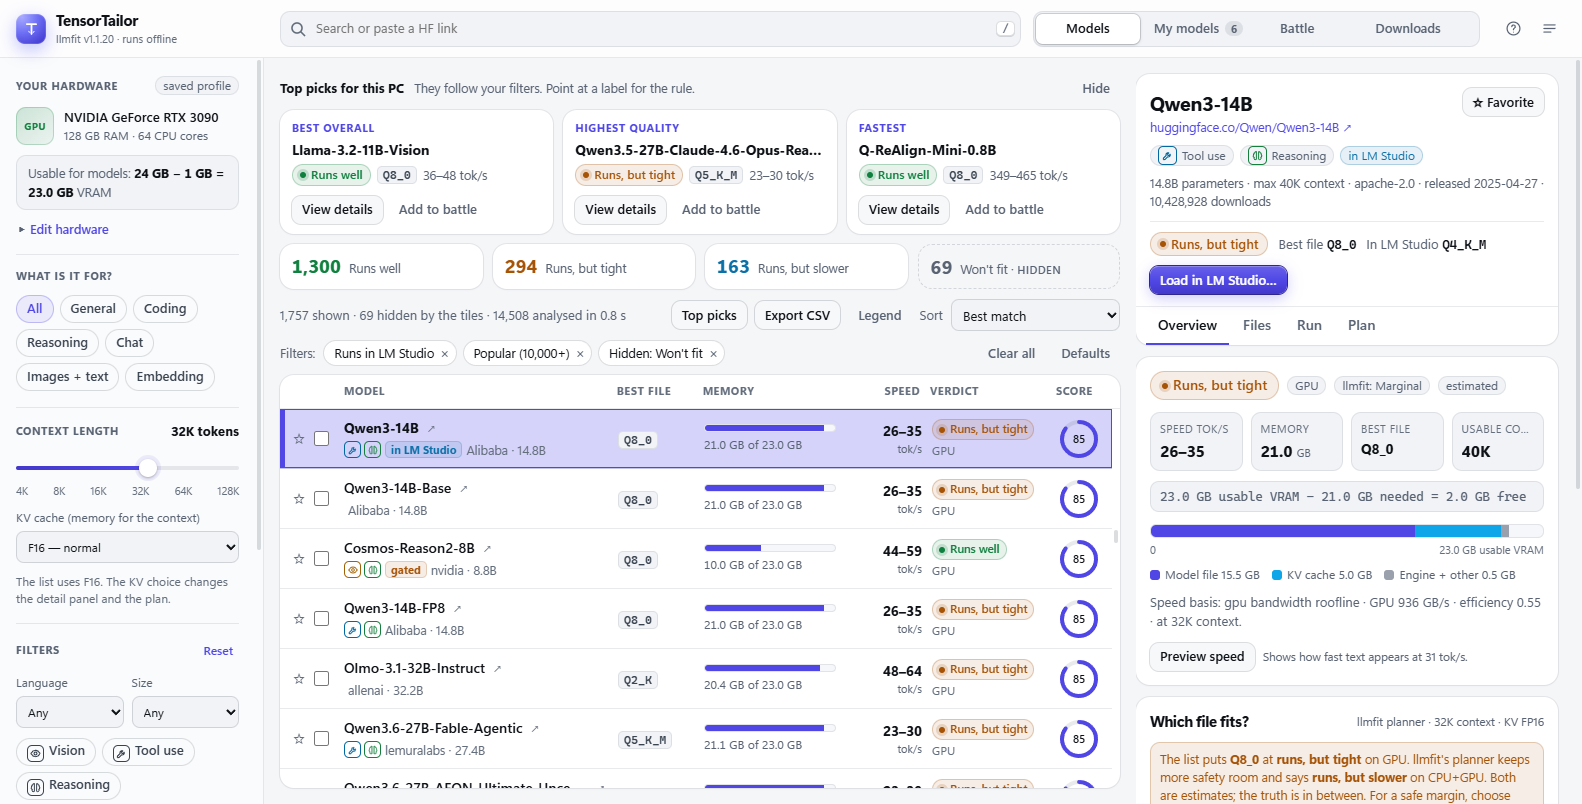 TensorTailor
llmfit v1.1.20 · runs offline
Search or paste a HF link
/
Models
My models 6
Battle
Downloads
YOUR HARDWARE
saved profile
GPU
NVIDIA GeForce RTX 3090
128 GB RAM · 64 CPU cores
Usable for models: 24 GB − 1 GB =
23.0 GB VRAM
▸ Edit hardware
WHAT IS IT FOR?
All
General
Coding
Reasoning
Chat
Images + text
Embedding
CONTEXT LENGTH
32K tokens
4K 8K 16K 32K 64K 128K
KV cache (memory for the context)
F16 — normal
The list uses F16. The KV choice changes
the detail panel and the plan.
FILTERS
Reset
Language
Size
Any
Any
Vision
Tool use
Reasoning
Top picks for this PC
They follow your filters. Point at a label for the rule.
Hide
BEST OVERALL
Llama-3.2-11B-Vision
Runs well Q8_0 36–48 tok/s
View details
Add to battle
HIGHEST QUALITY
Qwen3.5-27B-Claude-4.6-Opus-Rea...
Runs, but tight Q5_K_M 23–30 tok/s
View details
Add to battle
FASTEST
Q-ReAlign-Mini-0.8B
Runs well Q8_0 349–465 tok/s
View details
Add to battle
1,300 Runs well
294 Runs, but tight
163 Runs, but slower
69 Won't fit · HIDDEN
1,757 shown · 69 hidden by the tiles · 14,508 analysed in 0.8 s
Top picks
Export CSV
Legend
Sort
Best match
Filters:
Runs in LM Studio ×
Popular (10,000+) ×
Hidden: Won't fit ×
Clear all
Defaults
MODEL BEST FILE MEMORY SPEED VERDICT SCORE
Qwen3-14B ↗
in LM Studio Alibaba · 14.8B
Q8_0
21.0 GB of 23.0 GB
26–35
tok/s
Runs, but tight
GPU
85
Qwen3-14B-Base ↗
Alibaba · 14.8B
Q8_0
21.0 GB of 23.0 GB
26–35
tok/s
Runs, but tight
GPU
85
Cosmos-Reason2-8B ↗
gated nvidia · 8.8B
Q8_0
10.0 GB of 23.0 GB
44–59
tok/s
Runs well
GPU
85
Qwen3-14B-FP8 ↗
Alibaba · 14.8B
Q8_0
21.0 GB of 23.0 GB
26–35
tok/s
Runs, but tight
GPU
85
Olmo-3.1-32B-Instruct ↗
allenai · 32.2B
Q2_K
20.4 GB of 23.0 GB
48–64
tok/s
Runs, but tight
GPU
85
Qwen3.6-27B-Fable-Agentic ↗
lemuralabs · 27.4B
Q5_K_M
21.1 GB of 23.0 GB
23–30
tok/s
Runs, but tight
GPU
85
Qwen3-14B
☆ Favorite
huggingface.co/Qwen/Qwen3-14B ↗
Tool use
Reasoning
in LM Studio
14.8B parameters · max 40K context · apache-2.0 · released 2025-04-27 ·
10,428,928 downloads
Runs, but tight
Best file Q8_0
In LM Studio Q4_K_M
Load in LM Studio...
Overview
Files
Run
Plan
Runs, but tight
GPU
llmfit: Marginal
estimated
SPEED TOK/S
26–35
MEMORY
21.0 GB
BEST FILE
Q8_0
USABLE CO...
40K
23.0 GB usable VRAM − 21.0 GB needed = 2.0 GB free
0
23.0 GB usable VRAM
Model file 15.5 GB
KV cache 5.0 GB
Engine + other 0.5 GB
Speed basis: gpu bandwidth roofline · GPU 936 GB/s · efficiency 0.55
· at 32K context.
Preview speed
Shows how fast text appears at 31 tok/s.
Which file fits?
llmfit planner · 32K context · KV FP16
The list puts Q8_0 at runs, but tight on GPU. llmfit's planner keeps
more safety room and says runs, but slower on CPU+GPU. Both
are estimates; the truth is in between. For a safe margin, choose